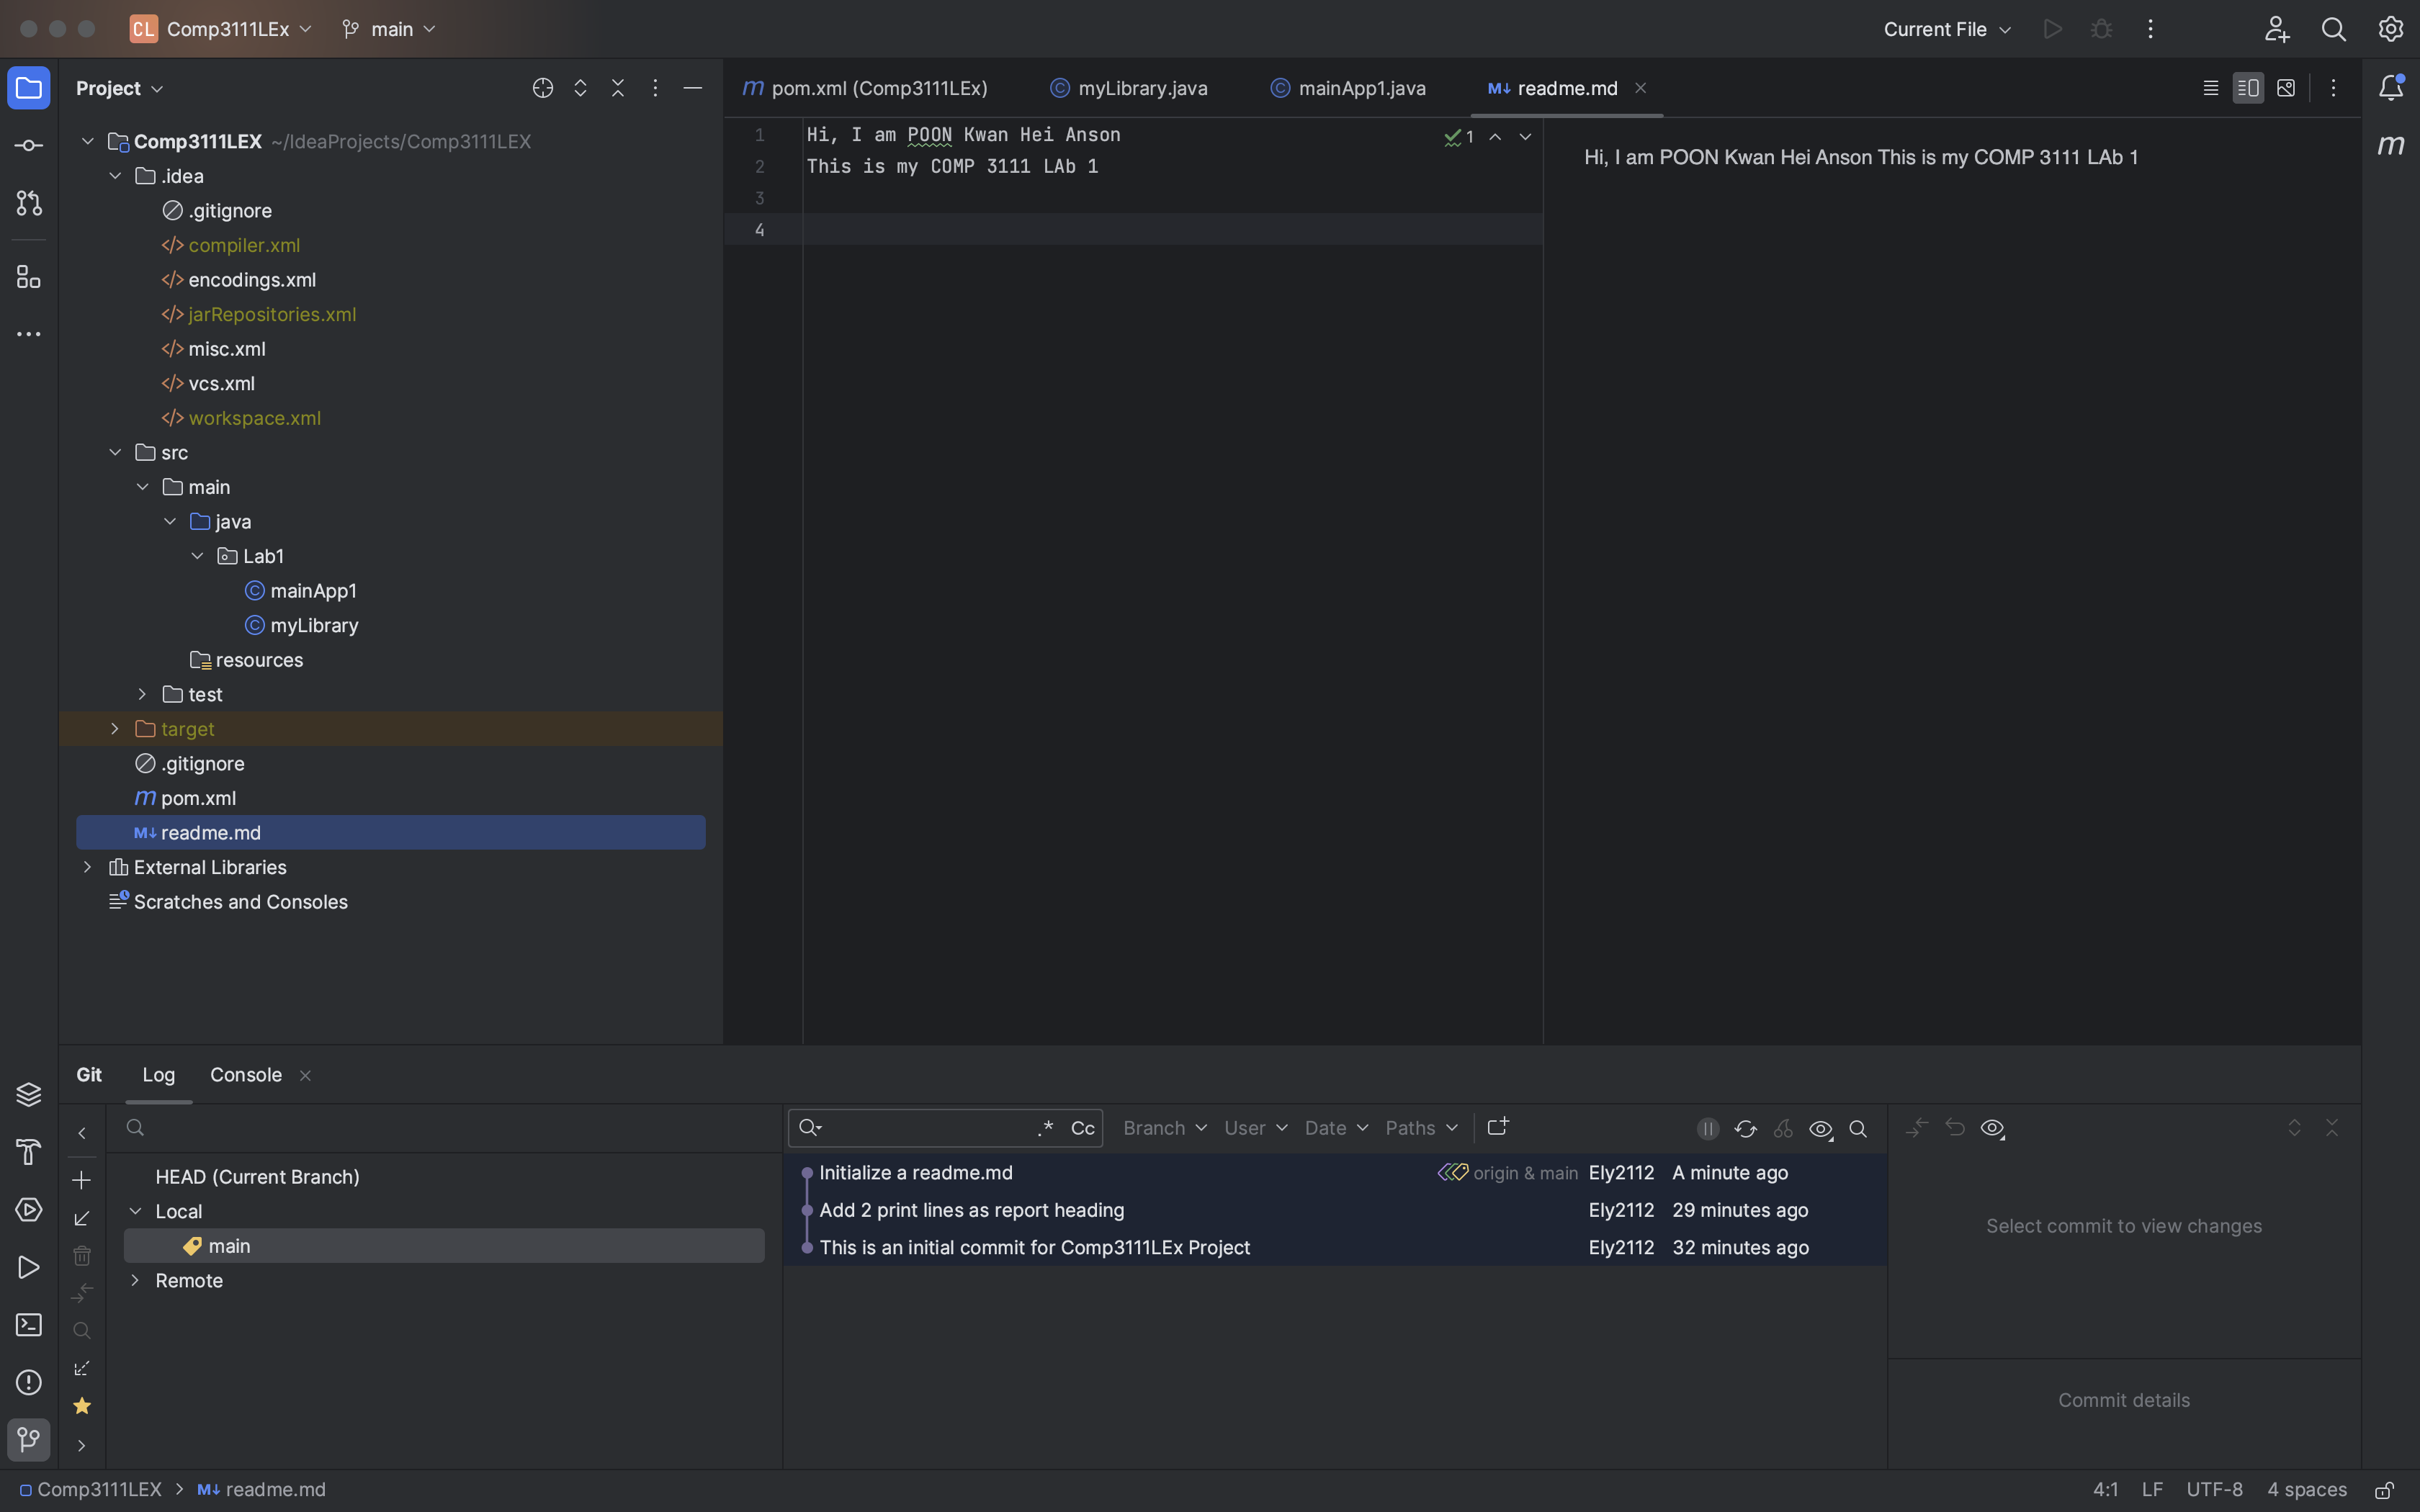 CL Comp3111LEx main Current File
Project
pom.xml (Comp3111LEx) myLibrary.java mainApp1.java readme.md
Comp3111LEX ~/IdeaProjects/Comp3111LEX
.idea
.gitignore
compiler.xml
encodings.xml
jarRepositories.xml
misc.xml
vcs.xml
workspace.xml
src
main
java
Lab1
mainApp1
myLibrary
resources
test
target
.gitignore
pom.xml
readme.md
External Libraries
Scratches and Consoles
1 Hi, I am POON Kwan Hei Anson
2 This is my COMP 3111 LAb 1
3
4
1
Hi, I am POON Kwan Hei Anson This is my COMP 3111 LAb 1
Git Log Console
HEAD (Current Branch)
Local
main
Remote
.* Cc Branch User Date Paths
Initialize a readme.md origin & main Ely2112 A minute ago
Add 2 print lines as report heading Ely2112 29 minutes ago
This is an initial commit for Comp3111LEx Project Ely2112 32 minutes ago
Select commit to view changes
Commit details
Comp3111LEX > M↓ readme.md 4:1 LF UTF-8 4 spaces